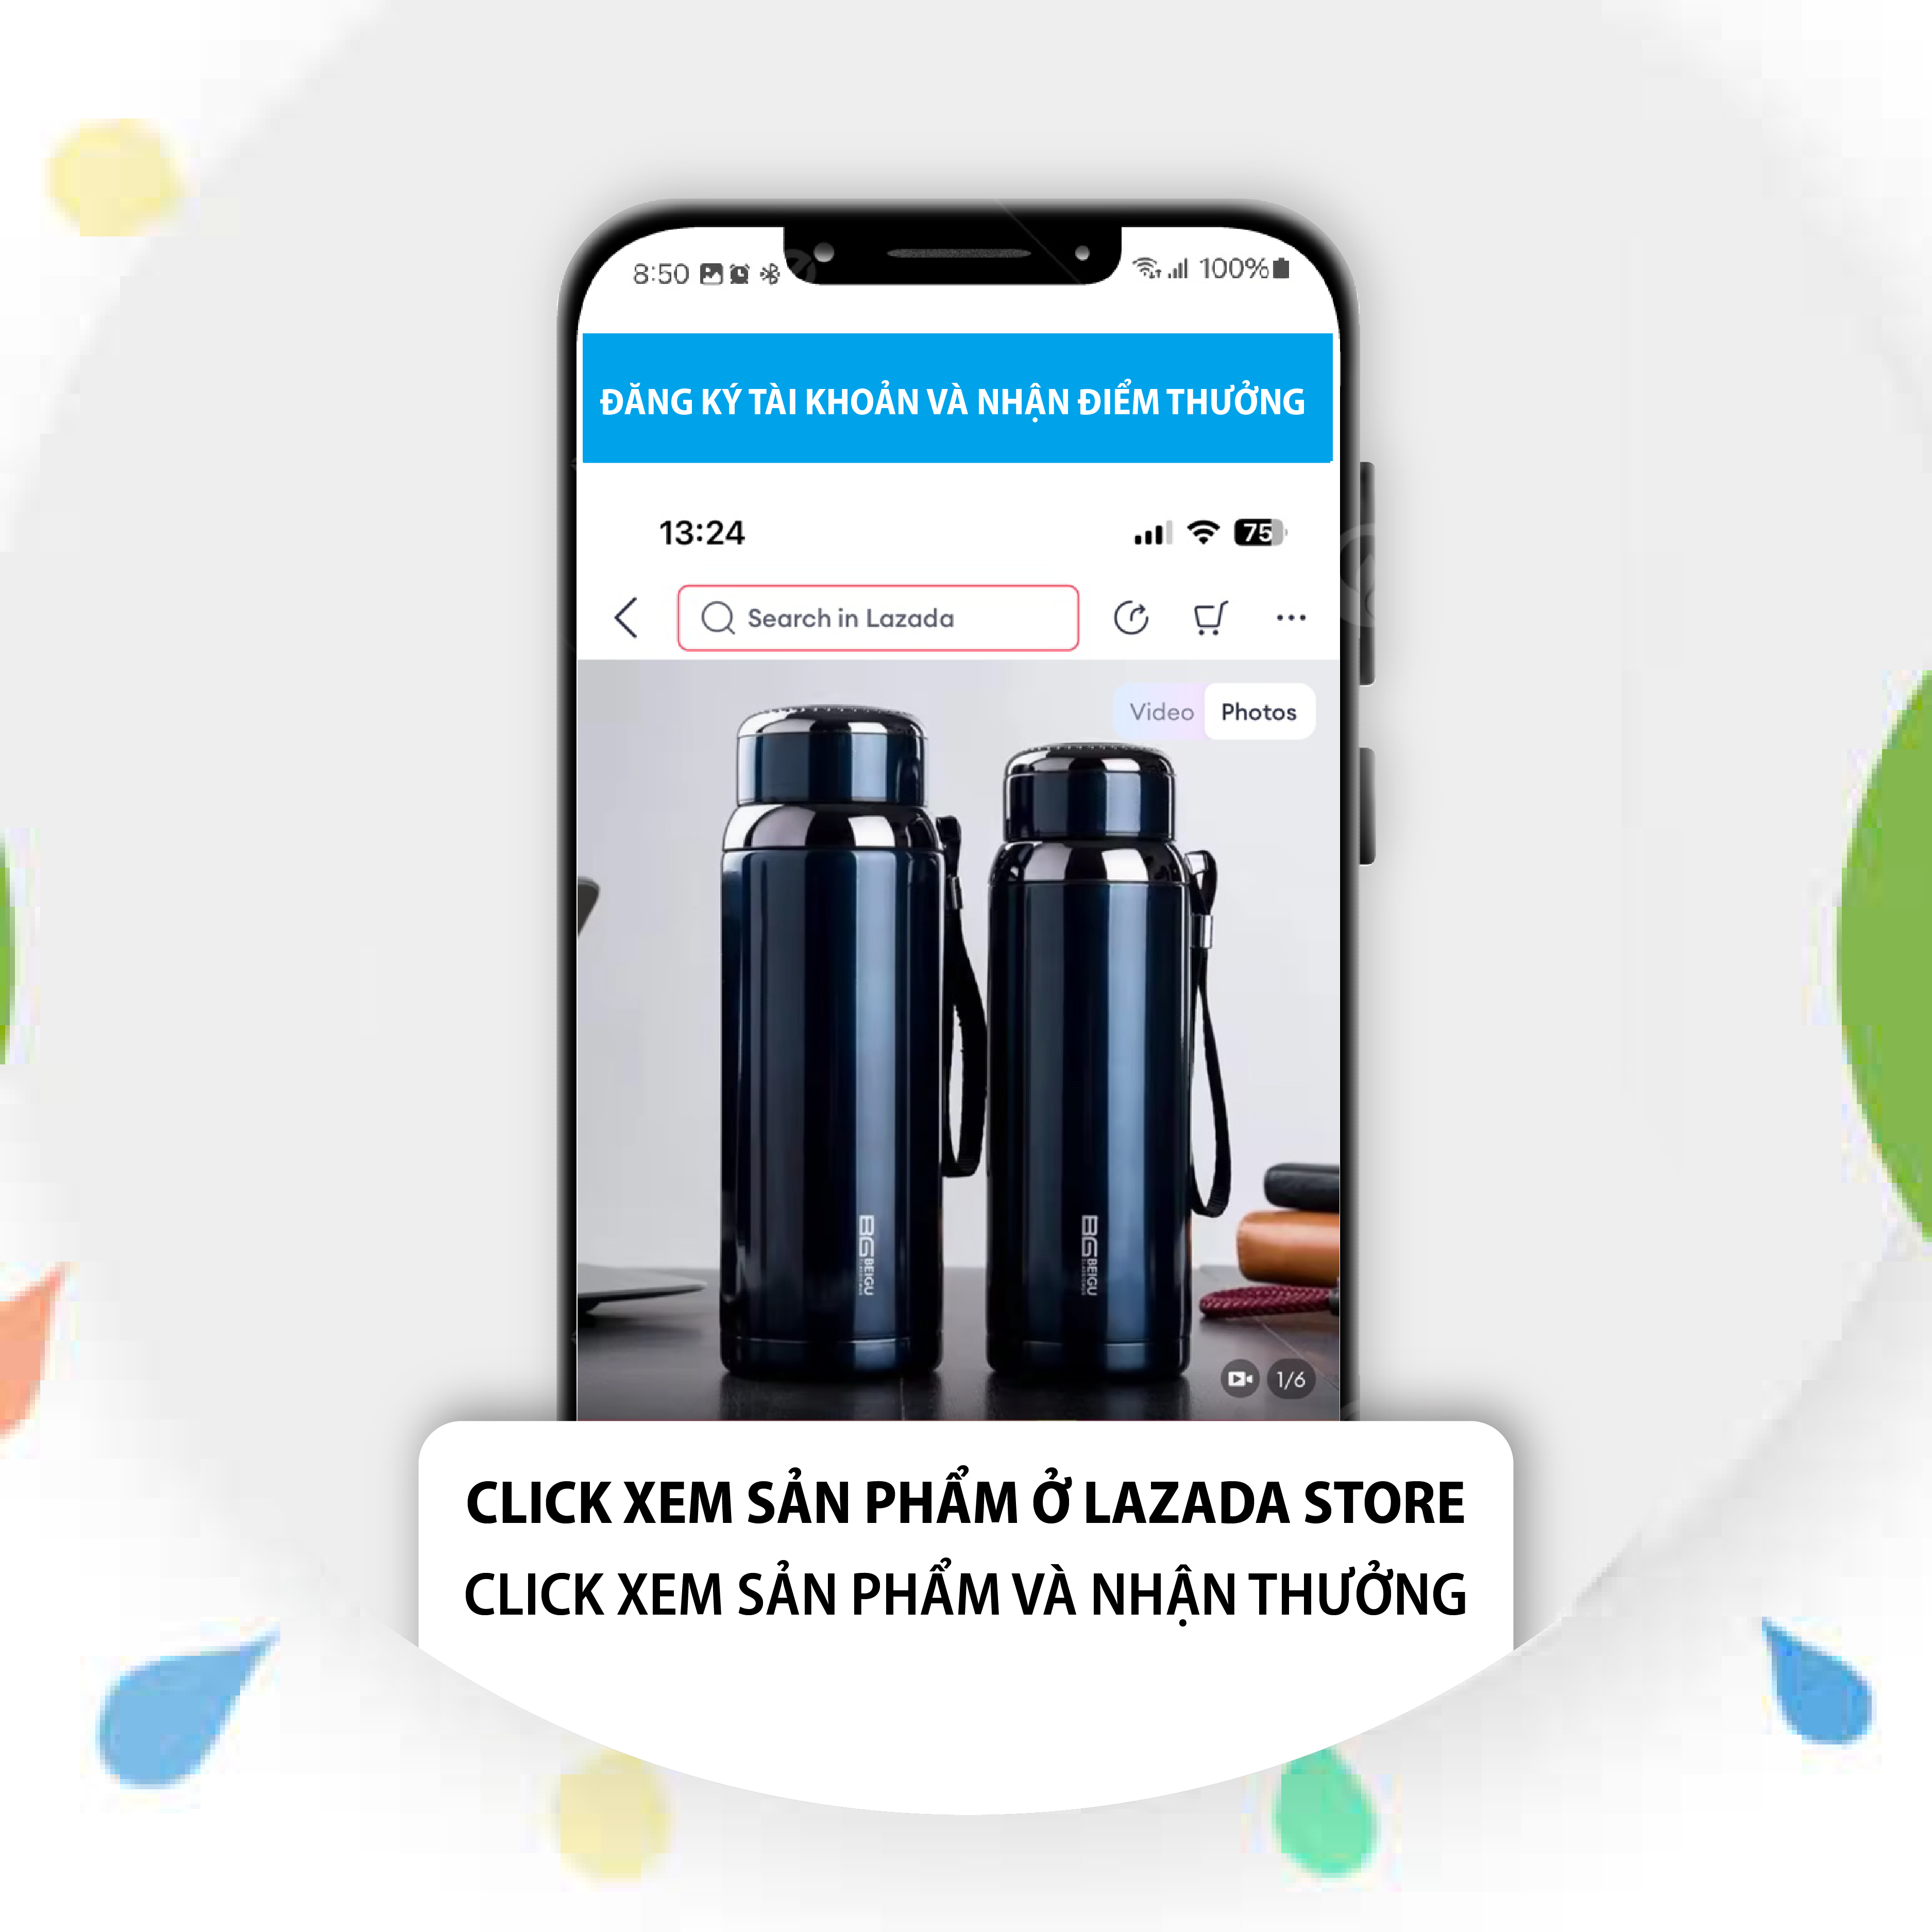 8:50 100%
ĐĂNG KÝ TÀI KHOẢN VÀ NHẬN ĐIỂM THƯỞNG
13:24 75
Search in Lazada
Video Photos
BG BEIGU
BG BEIGU
1/6
CLICK XEM SẢN PHẨM Ở LAZADA STORE
CLICK XEM SẢN PHẨM VÀ NHẬN THƯỞNG